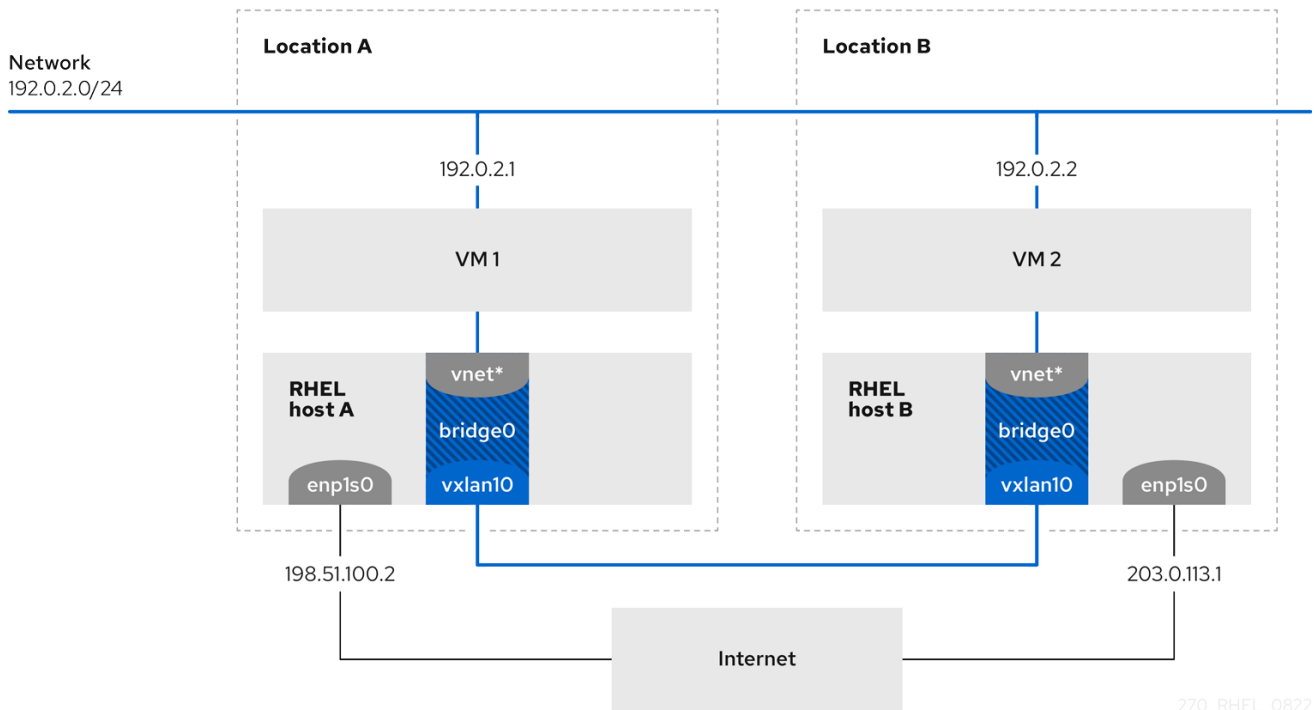 Location A
Location B
Network
192.0.2.0/24
192.0.2.1
192.0.2.2
VM 1
VM 2
RHEL
host A
vnet*
bridge0
vxlan10
enp1s0
RHEL
host B
vnet*
bridge0
vxlan10
enp1s0
198.51.100.2
203.0.113.1
Internet
270_RHEL_0822